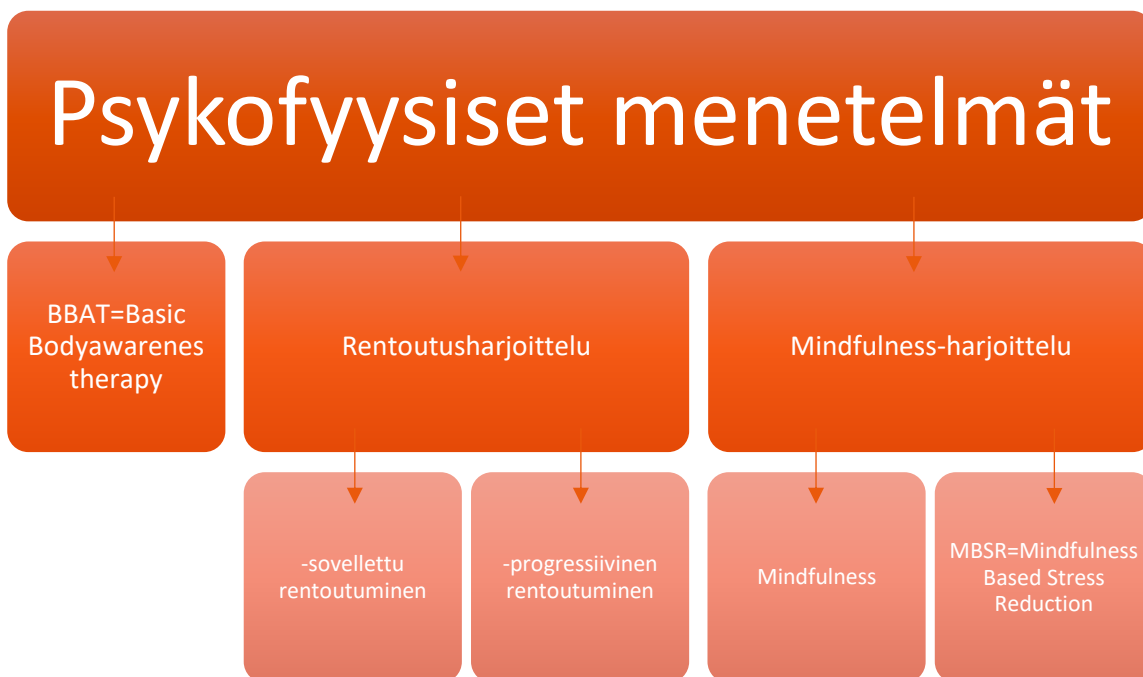 Psykofyysiset menetelmät
BBAT=Basic
Bodyawarenes
therapy
Rentoutusharjoittelu
Mindfulness-harjoittelu
-sovellettu
rentoutuminen
-progressiivinen
rentoutuminen
Mindfulness
MBSR=Mindfulness
Based Stress
Reduction